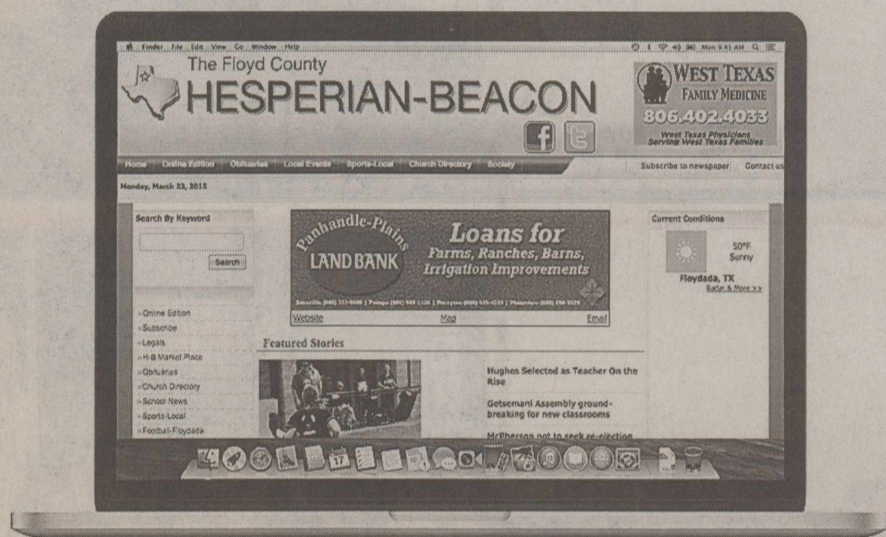 Finder File Edit View Go Window Help
Mon 9:41 AM
The Floyd County
HESPERIAN-BEACON
WEST TEXAS
FAMILY MEDICINE
806.402.4033
West Texas Physicians
Serving West Texas Families
f t
Home Online Edition Obituaries Local Events Sports-Local Church Directory Society
Subscribe to newspaper Contact us
Monday, March 23, 2015
Search By Keyword
Search
» Online Edition
» Subscribe
» Legals
» H-B Market Place
» Obituaries
» Church Directory
» School News
» Sports-Local
» Football-Floydada
Panhandle-Plains
LAND BANK
Loans for
Farms, Ranches, Barns,
Irrigation Improvements
Website Map Email
Featured Stories
Hughes Selected as Teacher On the
Rise
Getsemani Assembly ground-
breaking for new classrooms
McPherson not to seek re-election
Current Conditions
50°F
Sunny
Floydada, TX
Radar & More >>
17